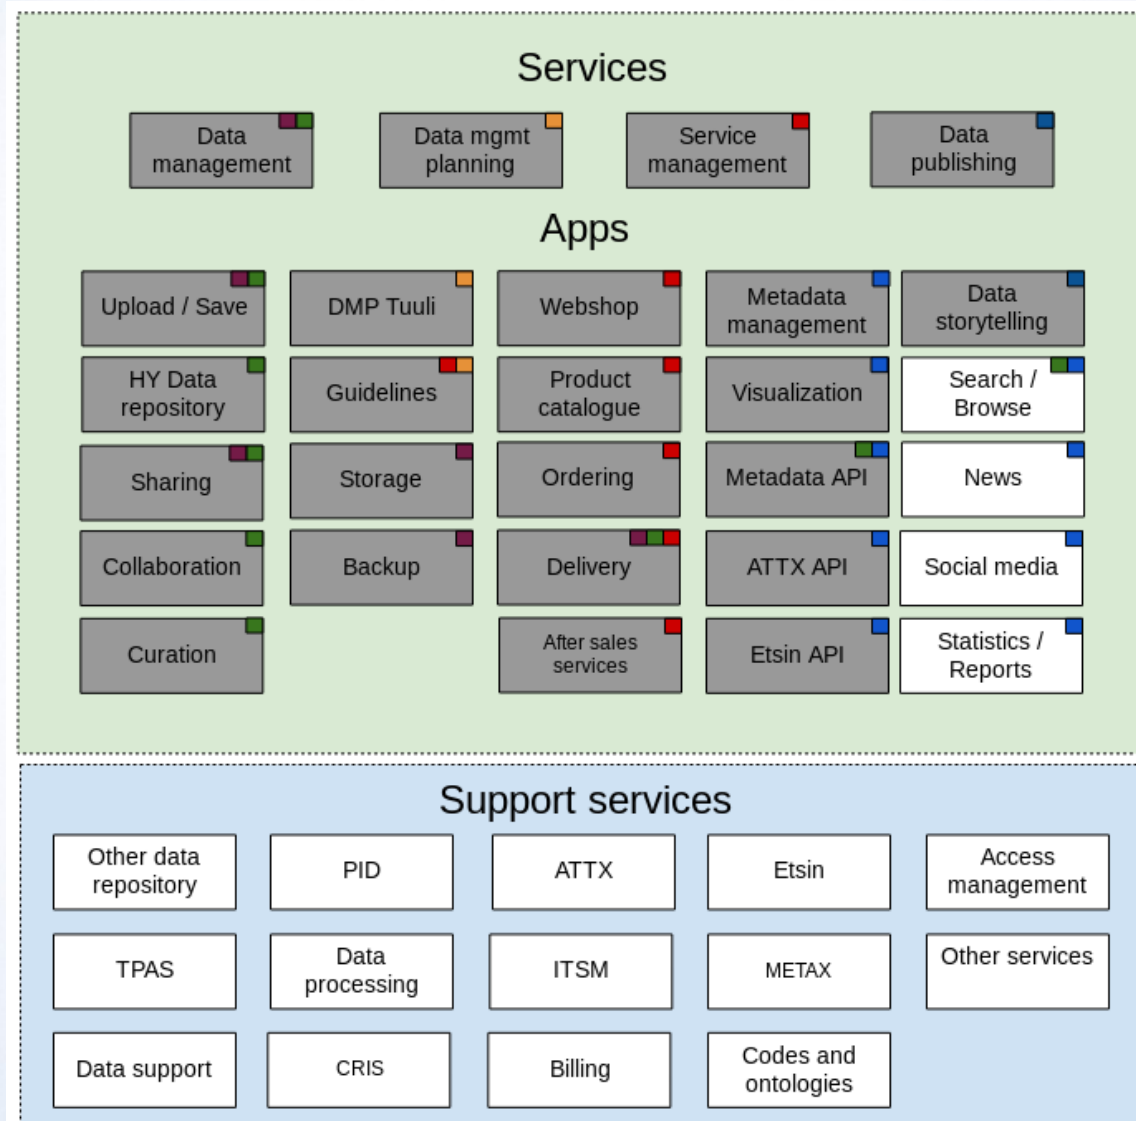 Services
Data
management
Data mgmt
planning
Service
management
Data
publishing
Apps
Upload / Save
DMP Tuuli
Webshop
Metadata
management
Data
storytelling
HY Data
repository
Guidelines
Product
catalogue
Visualization
Search /
Browse
Sharing
Storage
Ordering
Metadata API
News
Collaboration
Backup
Delivery
ATTX API
Social media
Curation
After sales
services
Etsin API
Statistics /
Reports
Support services
Other data
repository
PID
ATTX
Etsin
Access
management
TPAS
Data
processing
ITSM
METAX
Other services
Data support
CRIS
Billing
Codes and
ontologies